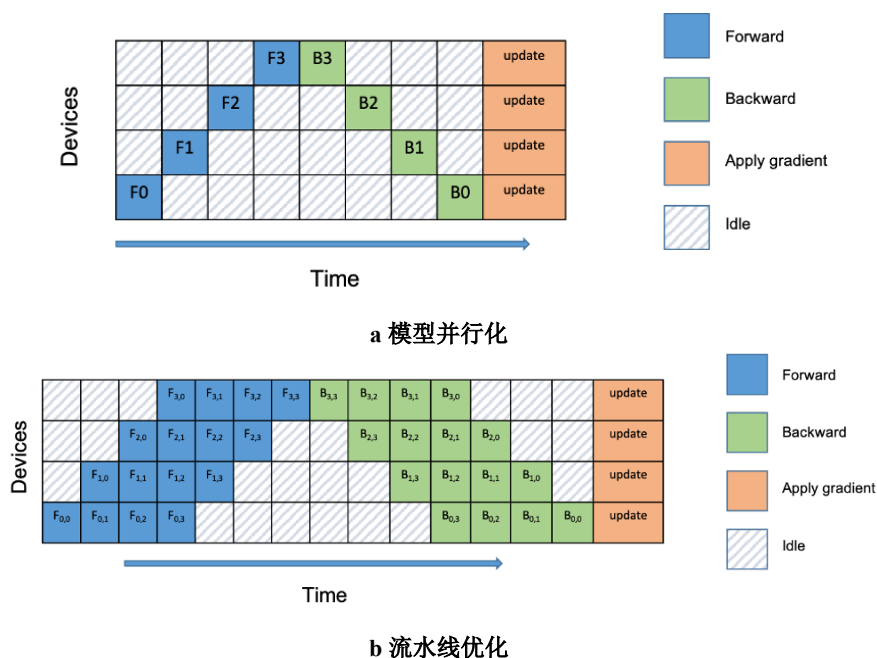 F3 B3 update
F2 B2 update
F1 B1 update
F0 B0 update
Devices
Time
Forward
Backward
Apply gradient
Idle
a 模型并行化
F3,0 F3,1 F3,2 F3,3 B3,3 B3,2 B3,1 B3,0 update
F2,0 F2,1 F2,2 F2,3 B2,3 B2,2 B2,1 B2,0 update
F1,0 F1,1 F1,2 F1,3 B1,3 B1,2 B1,1 B1,0 update
F0,0 F0,1 F0,2 F0,3 B0,3 B0,2 B0,1 B0,0 update
Devices
Time
Forward
Backward
Apply gradient
Idle
b 流水线优化